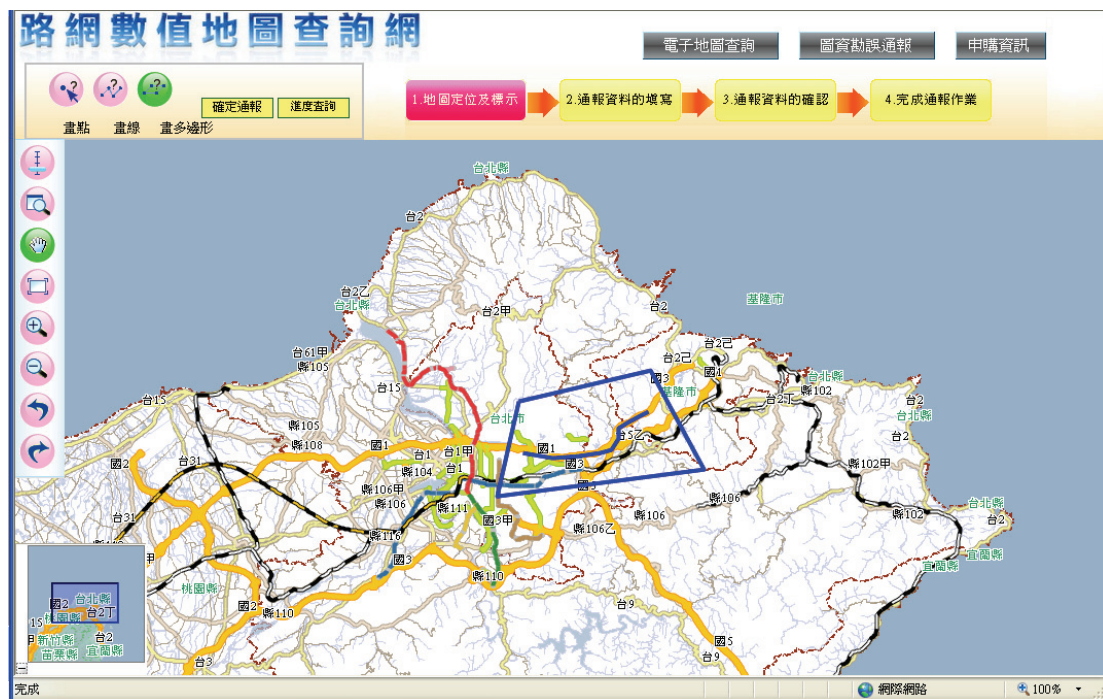 路網數值地圖查詢網
電子地圖查詢
圖資勘誤通報
申購資訊
畫點
畫線
畫多邊形
確定通報
進度查詢
1.地圖定位及標示
2.通報資料的填寫
3.通報資料的確認
4.完成通報作業
台北縣
台2
台2乙
台北縣
台2甲
台2
基隆市
台61甲
縣105
台2己
台2己
國3
國1
基隆市
台15
台15
台北市
台北縣
縣102
台2丁
台2
台北縣
台2
縣105
縣108
國1
台1甲
台1
國1
台5乙
國2
台31
縣104
台1
國3
縣102甲
縣106甲
縣106
國5
縣106
縣102
台北縣
台2
台31
縣111
國3甲
縣106乙
縣106
縣116
宜蘭縣
宜蘭縣
國3
縣110
桃園縣
國2
縣110
台9
國5
台3
台9
國2
台北縣
桃園縣
台2丁
15
甲
新竹縣
台2
苗栗縣
宜蘭縣
完成
網際網路
100%